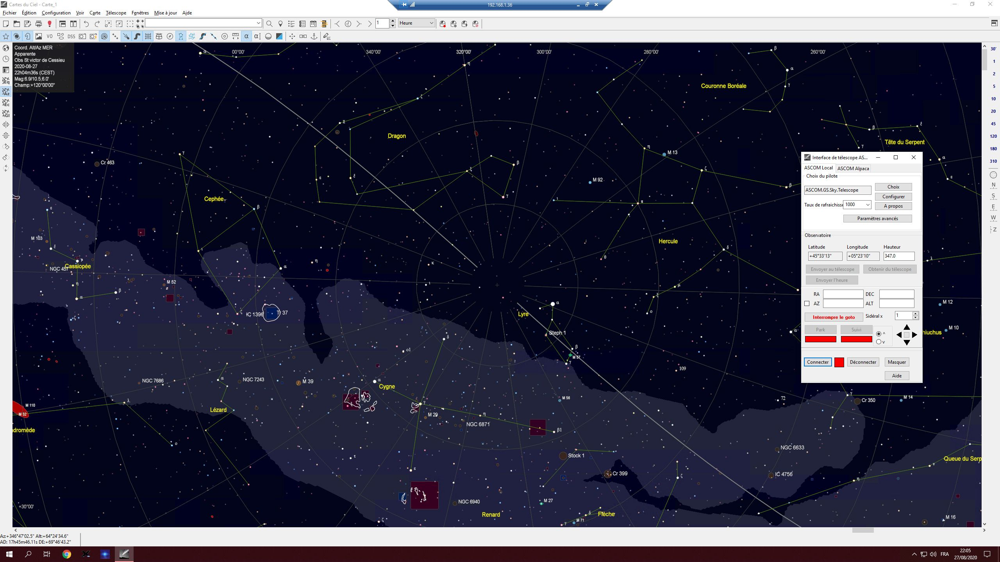 Cartes du Ciel - Carte_1
192.168.1.36
Fichier Édition Configuration Voir Carte Télescope Fenêtres Mise à jour Aide
1 Heure
VO DSS α α
Coord. Alt/Az MER
Apparente
Obs St victor de Cessieu
2020-08-27
22h04m36s (CEST)
Mag:6.9/10.5,6.0'
Champ:+120°00'00"
Eq
Az
Ec
Gl
α 00°00' 340°00' 320°00' 300°00' 280°00' 260°00' β
30'
1
2
5
10
20
45
120
180
310
N
S
E
W
Z
η
α
γ
Couronne Boréale
ζ
χ
Dragon
β δ
Tête du Serpent
η γ
M 13
γ
α
Cr 463
β
ξ ζ
ε δ
M 92
ε
β
Cephée
γ ι π
β
ε
M 103
Hercule
δ
δ
θ
γ η
κ
λ
Cassiopée
NGC 457
α
M 52
ι
η
μ
β
ξ
α
α
M 12
ζ IC 1396 Tr 37
Lyre
ο
ζ
M 10
hiuchus
α
Steph 1
δ
β
ο1
M 57
γ
109
NGC 7686 α NGC 7243 M 39 α
Cygne
γ
Cr 350
M 14
M 56
72
λ
γ
ξ
M 110
Lézard
M 32
M 29
η
NGC 6871
ndromède
β1
ο
NGC 6633
τ
Stock 1
Queue du Serp
ν
ε
Cr 399
IC 4756
ζ
η
M 27
NGC 6940
+30°00'
Renard
δ
Flèche
ζ
γ
M 71
M 16
Interface de télescope AS...
ASCOM Local ASCOM Alpaca
Choix du pilote
ASCOM.GS.Sky.Telescope Choix
Configurer
Taux de rafraichisse 1000 A propos
Paramètres avancés
Observatoire
Latitude Longitude Hauteur
+45°33'13" +05°23'10" 347.0
Envoyer au télescope Obtenir du télescope
Envoyer l'heure
RA DEC
AZ ALT
Interrompre le goto Sidéral x 1
Park Suivi
^
v
Connecter Déconnecter Masquer
Aide
Az:+346°47'02.5" Alt:+64°24'34.6"
AD: 17h45m46.11s DE:+69°46'43.2"
FRA
22:05
27/08/2020